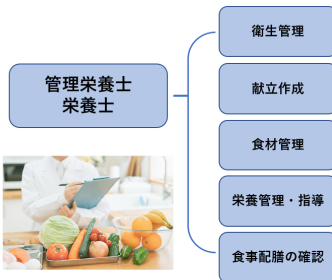 管理栄養士
栄養士
衛生管理
献立作成
食材管理
栄養管理・指導
食事配膳の確認